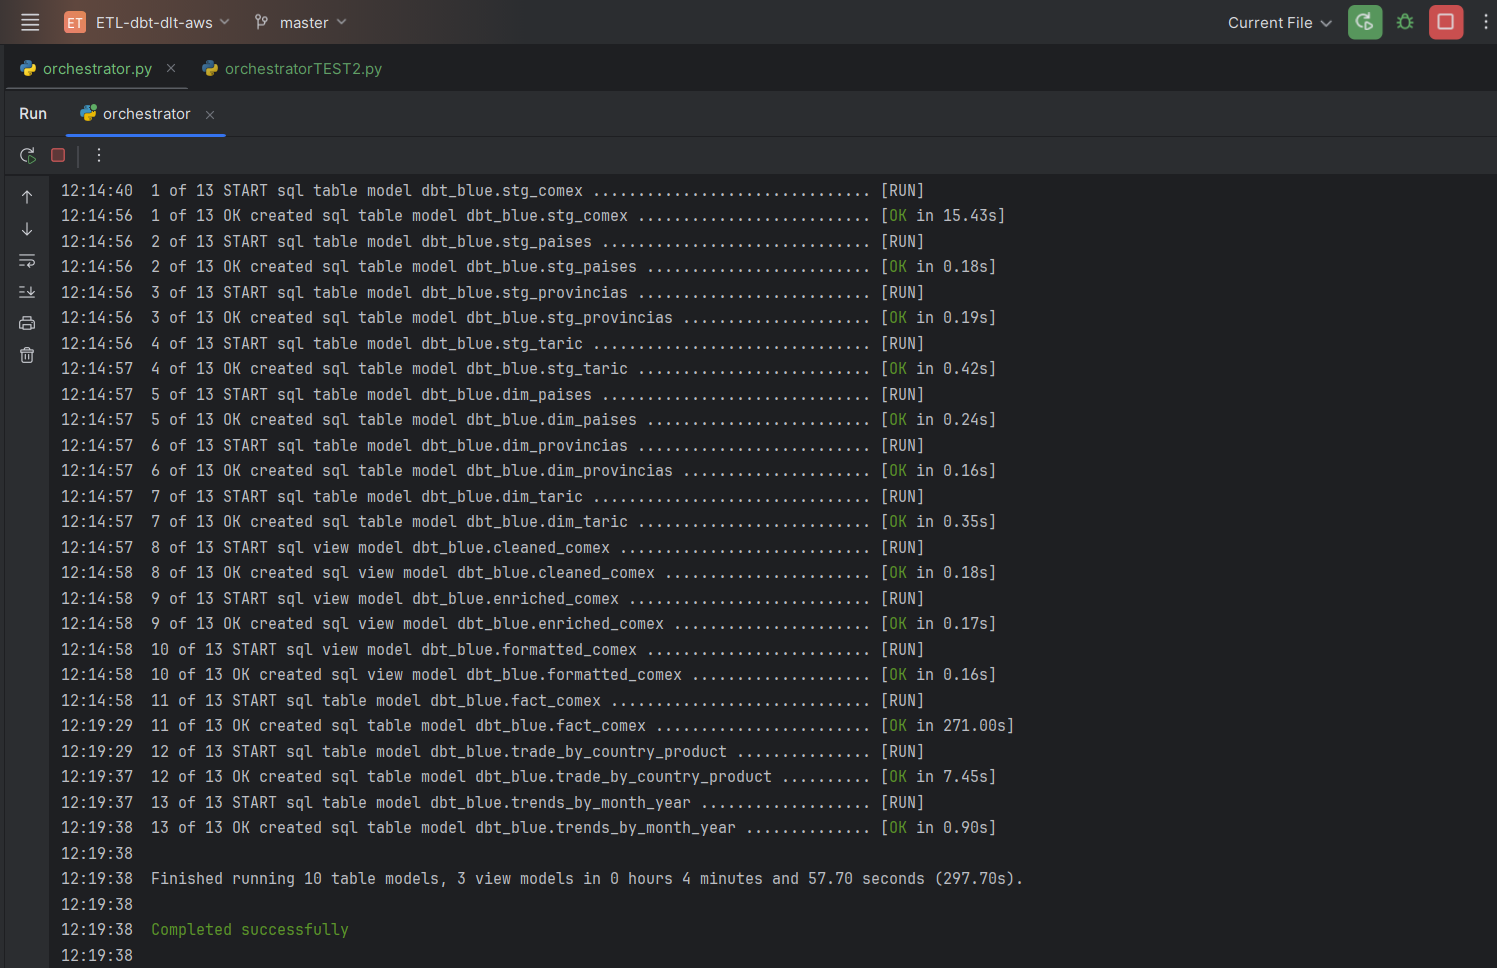 ET ETL-dbt-dlt-aws master Current File
orchestrator.py orchestratorTEST2.py
Run orchestrator
12:14:40  1 of 13 START sql table model dbt_blue.stg_comex ............................... [RUN]
12:14:56  1 of 13 OK created sql table model dbt_blue.stg_comex .......................... [OK in 15.43s]
12:14:56  2 of 13 START sql table model dbt_blue.stg_paises .............................. [RUN]
12:14:56  2 of 13 OK created sql table model dbt_blue.stg_paises ......................... [OK in 0.18s]
12:14:56  3 of 13 START sql table model dbt_blue.stg_provincias .......................... [RUN]
12:14:56  3 of 13 OK created sql table model dbt_blue.stg_provincias ..................... [OK in 0.19s]
12:14:56  4 of 13 START sql table model dbt_blue.stg_taric ............................... [RUN]
12:14:57  4 of 13 OK created sql table model dbt_blue.stg_taric .......................... [OK in 0.42s]
12:14:57  5 of 13 START sql table model dbt_blue.dim_paises .............................. [RUN]
12:14:57  5 of 13 OK created sql table model dbt_blue.dim_paises ......................... [OK in 0.24s]
12:14:57  6 of 13 START sql table model dbt_blue.dim_provincias .......................... [RUN]
12:14:57  6 of 13 OK created sql table model dbt_blue.dim_provincias ..................... [OK in 0.16s]
12:14:57  7 of 13 START sql table model dbt_blue.dim_taric ............................... [RUN]
12:14:57  7 of 13 OK created sql table model dbt_blue.dim_taric .......................... [OK in 0.35s]
12:14:57  8 of 13 START sql view model dbt_blue.cleaned_comex ............................ [RUN]
12:14:58  8 of 13 OK created sql view model dbt_blue.cleaned_comex ....................... [OK in 0.18s]
12:14:58  9 of 13 START sql view model dbt_blue.enriched_comex ........................... [RUN]
12:14:58  9 of 13 OK created sql view model dbt_blue.enriched_comex ...................... [OK in 0.17s]
12:14:58  10 of 13 START sql view model dbt_blue.formatted_comex ......................... [RUN]
12:14:58  10 of 13 OK created sql view model dbt_blue.formatted_comex .................... [OK in 0.16s]
12:14:58  11 of 13 START sql table model dbt_blue.fact_comex ............................. [RUN]
12:19:29  11 of 13 OK created sql table model dbt_blue.fact_comex ........................ [OK in 271.00s]
12:19:29  12 of 13 START sql table model dbt_blue.trade_by_country_product ............... [RUN]
12:19:37  12 of 13 OK created sql table model dbt_blue.trade_by_country_product .......... [OK in 7.45s]
12:19:37  13 of 13 START sql table model dbt_blue.trends_by_month_year ................... [RUN]
12:19:38  13 of 13 OK created sql table model dbt_blue.trends_by_month_year .............. [OK in 0.90s]
12:19:38
12:19:38  Finished running 10 table models, 3 view models in 0 hours 4 minutes and 57.70 seconds (297.70s).
12:19:38
12:19:38  Completed successfully
12:19:38